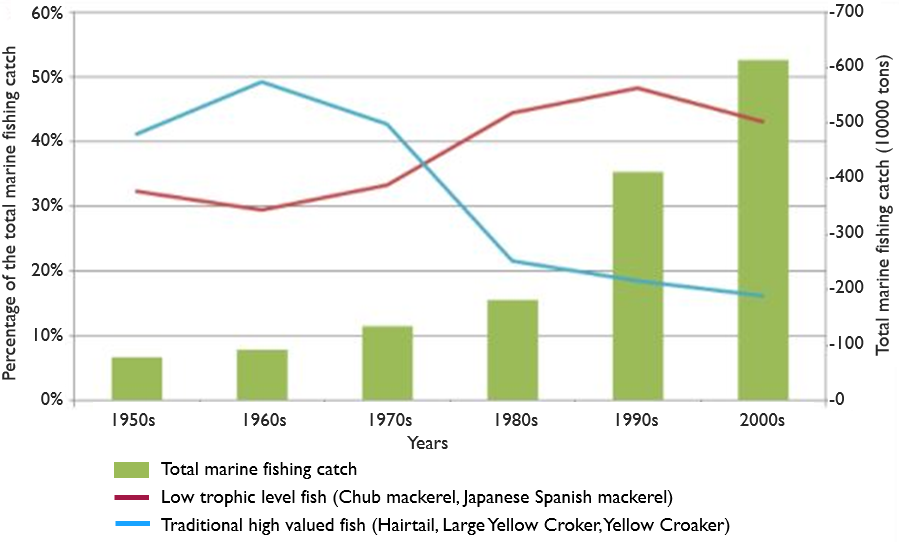 60%
50%
40%
30%
20%
10%
0%
Percentage of the total marine fishing catch
-700
-600
-500
-400
-300
-200
-100
-0
Total marine fishing catch (10000 tons)
1950s 1960s 1970s 1980s 1990s 2000s
Years
Total marine fishing catch
Low trophic level fish (Chub mackerel, Japanese Spanish mackerel)
Traditional high valued fish (Hairtail, Large Yellow Croker, Yellow Croaker)